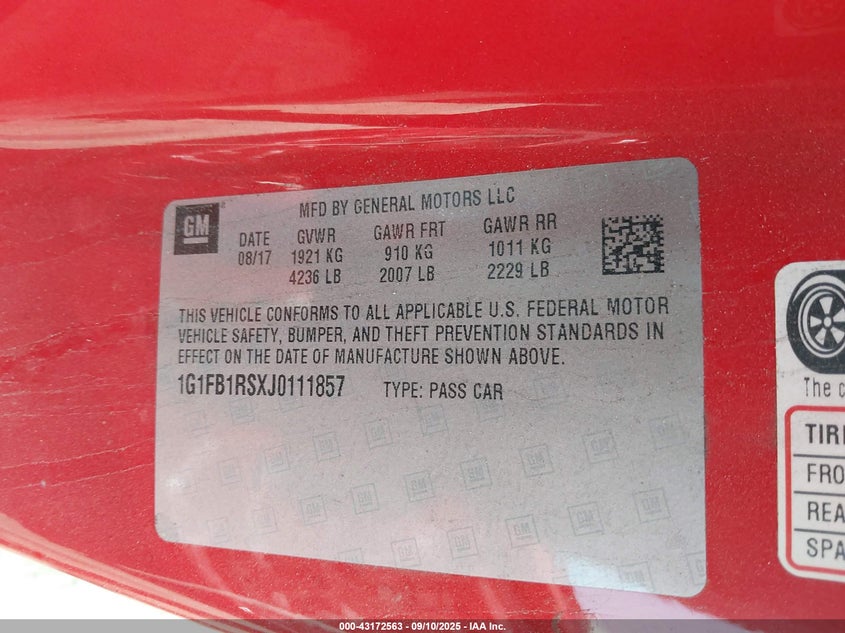 GM
MFD BY GENERAL MOTORS LLC
DATE GVWR GAWR FRT GAWR RR
08/17 1921 KG 910 KG 1011 KG
4236 LB 2007 LB 2229 LB
THIS VEHICLE CONFORMS TO ALL APPLICABLE U.S. FEDERAL MOTOR
VEHICLE SAFETY, BUMPER, AND THEFT PREVENTION STANDARDS IN
EFFECT ON THE DATE OF MANUFACTURE SHOWN ABOVE.
1G1FB1RSXJ0111857 TYPE: PASS CAR
The c
TIR
FRO
REA
SPA
000-43172563 - 09/10/2025 - IAA Inc.